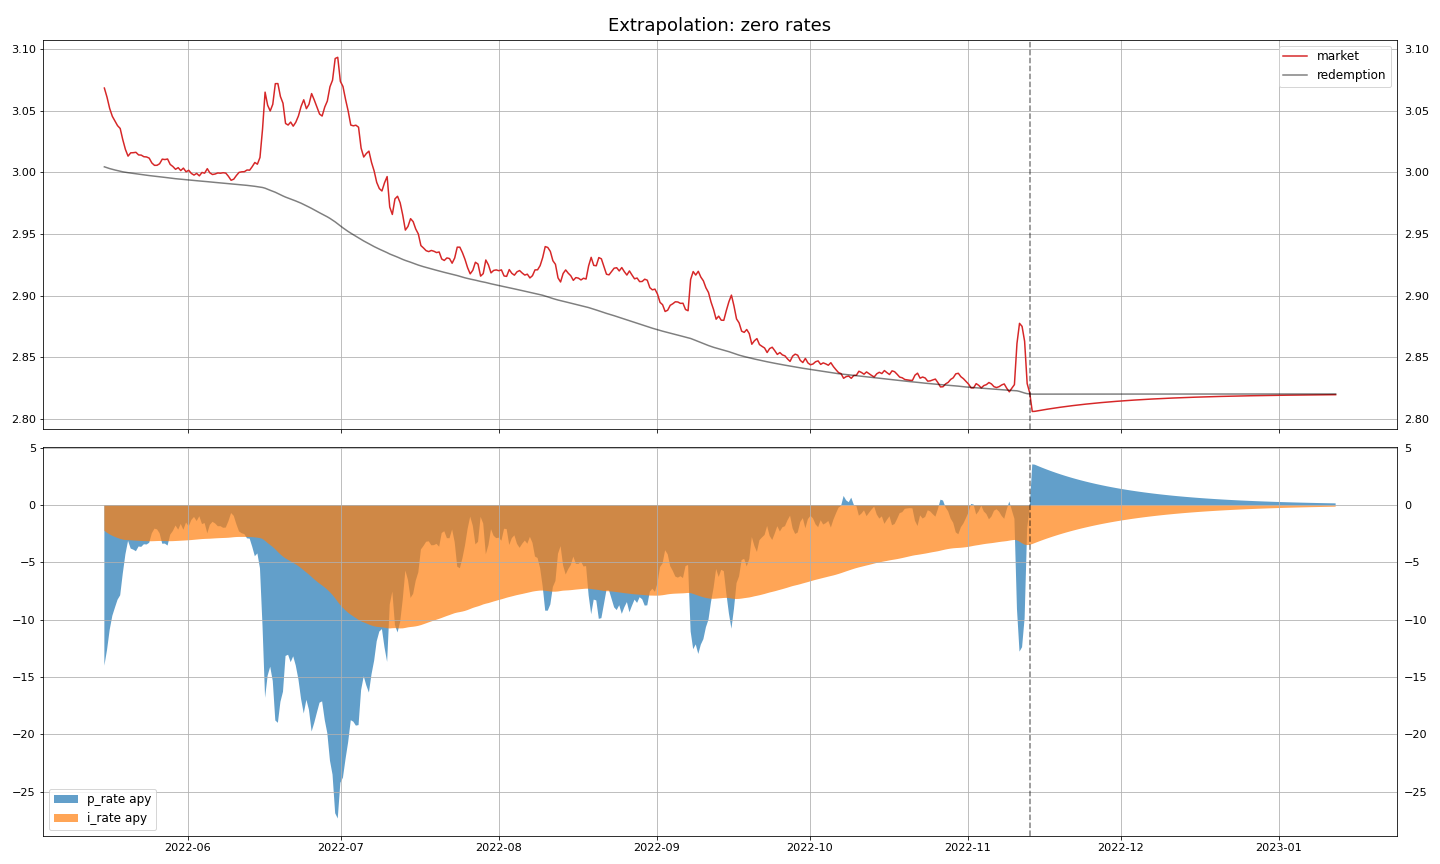 Extrapolation: zero rates
3.10 3.10
market
redemption
3.05 3.05
3.00 3.00
2.95 2.95
2.90 2.90
2.85 2.85
2.80 2.80
5 5
0 0
−5 −5
−10 −10
−15 −15
−20 −20
−25 −25
p_rate apy
i_rate apy
2022-06 2022-07 2022-08 2022-09 2022-10 2022-11 2022-12 2023-01